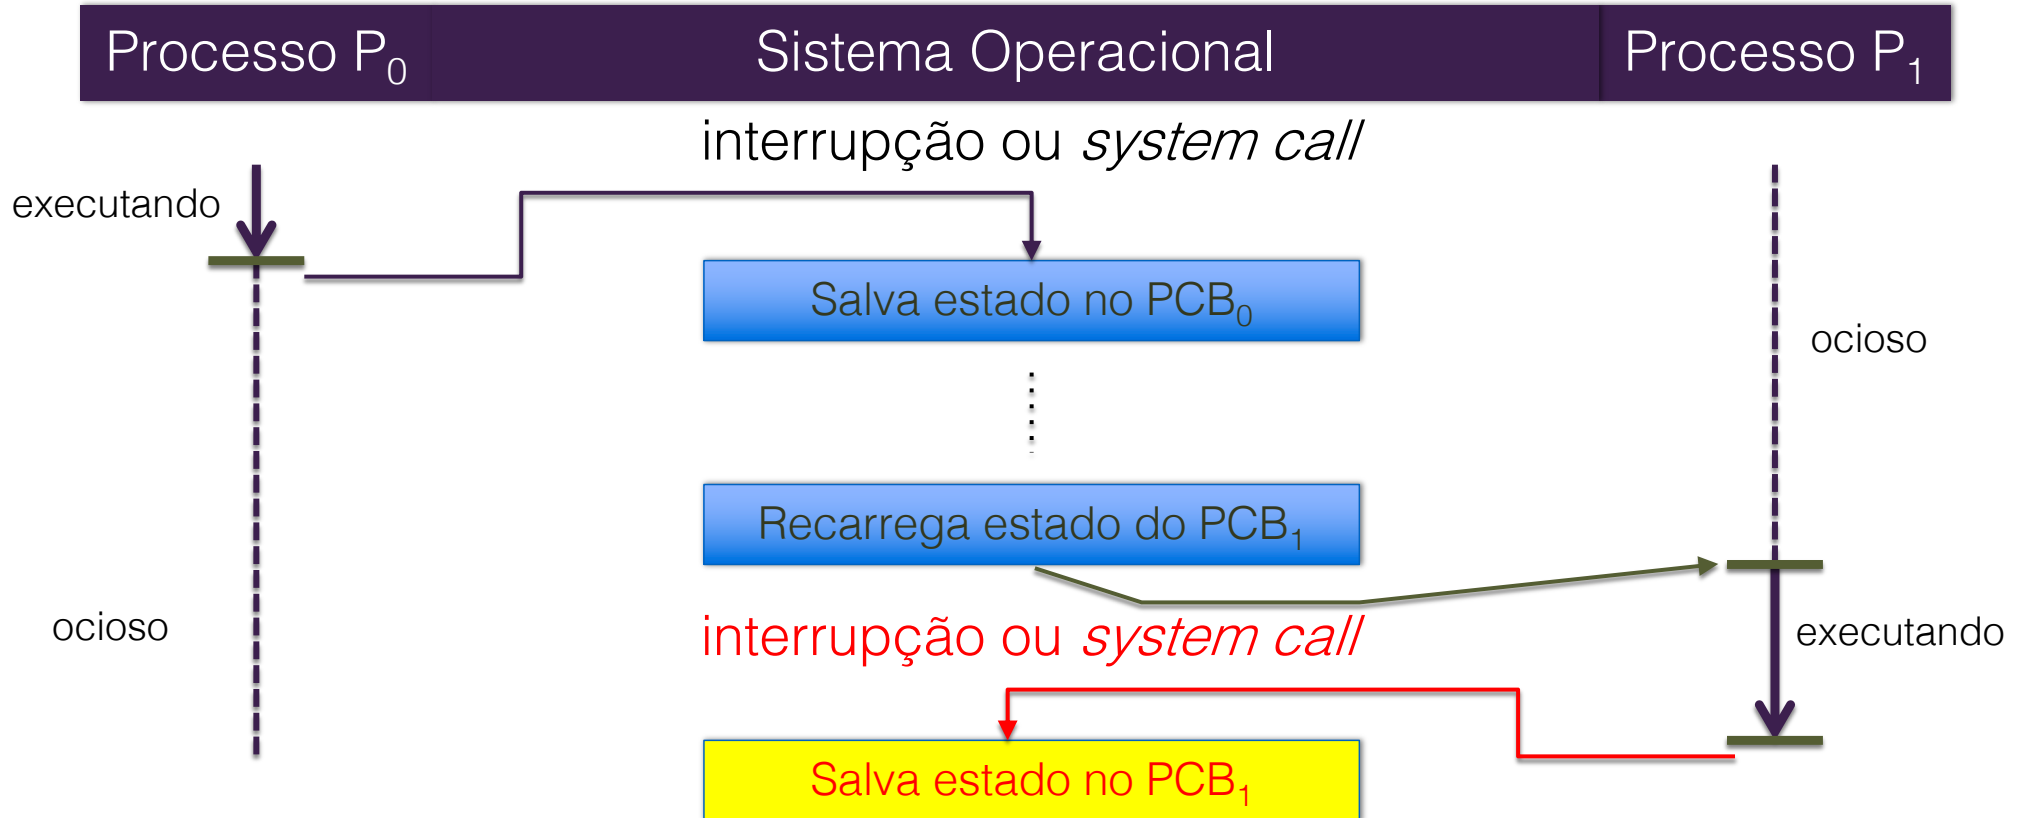 Processo P₀ Sistema Operacional Processo P₁
interrupção ou system call
executando
Salva estado no PCB₀
ocioso
Recarrega estado do PCB₁
ocioso
interrupção ou system call
executando
Salva estado no PCB₁